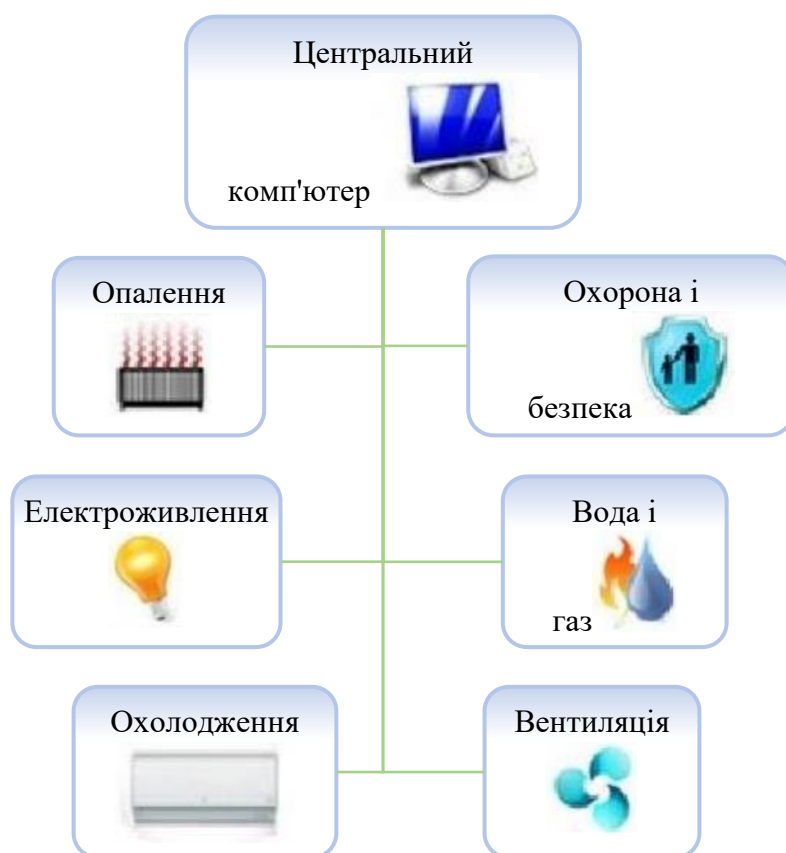 Центральний
комп'ютер
Опалення
Охорона і
безпека
Електроживлення
Вода і
газ
Охолодження
Вентиляція